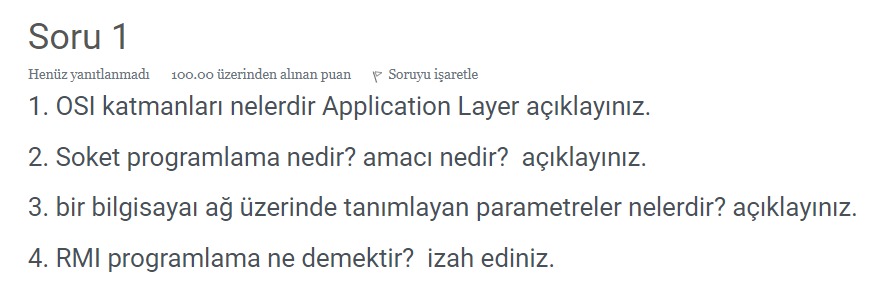 Soru 1
Henüz yanıtlanmadı 100.00 üzerinden alınan puan Soruyu işaretle
1. OSI katmanları nelerdir Application Layer açıklayınız.
2. Soket programlama nedir? amacı nedir? açıklayınız.
3. bir bilgisayaı ağ üzerinde tanımlayan parametreler nelerdir? açıklayınız.
4. RMI programlama ne demektir? izah ediniz.